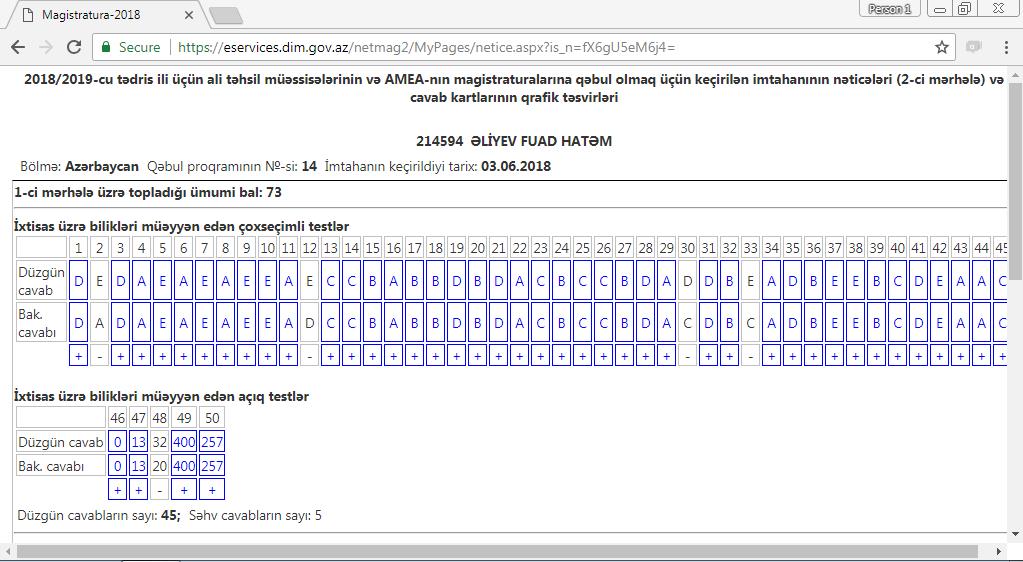 Magistratura-2018
Person 1
Secure https://eservices.dim.gov.az/netmag2/MyPages/netice.aspx?is_n=fX6gU5eM6j4=
2018/2019-cu tədris ili üçün ali təhsil müəssisələrinin və AMEA-nın magistraturalarına qəbul olmaq üçün keçirilən imtahanının nəticələri (2-ci mərhələ) və
cavab kartlarının qrafik təsvirləri
214594 ƏLİYEV FUAD HATƏM
Bölmə: Azərbaycan Qəbul proqramının №-si: 14 İmtahanın keçirildiyi tarix: 03.06.2018
1-ci mərhələ üzrə topladığı ümumi bal: 73
İxtisas üzrə bilikləri müəyyən edən çoxseçimli testlər
1 2 3 4 5 6 7 8 9 10 11 12 13 14 15 16 17 18 19 20 21 22 23 24 25 26 27 28 29 30 31 32 33 34 35 36 37 38 39 40 41 42 43 44 45
Düzgün cavab D E D A E A E A E E A E C C B A B B D B D A C B C C B D A D D B E A D B E E B C D E A A C
Bak. cavabı D A D A E A E A E E A D C C B A B B D B D A C B C C B D A C D B C A D B E E B C D E A A C
+ - + + + + + + + + + - + + + + + + + + + + + + + + + + + - + + - + + + + + + + + + + + +
İxtisas üzrə bilikləri müəyyən edən açıq testlər
46 47 48 49 50
Düzgün cavab 0 13 32 400 257
Bak. cavabı 0 13 20 400 257
+ + - + +
Düzgün cavabların sayı: 45; Səhv cavabların sayı: 5